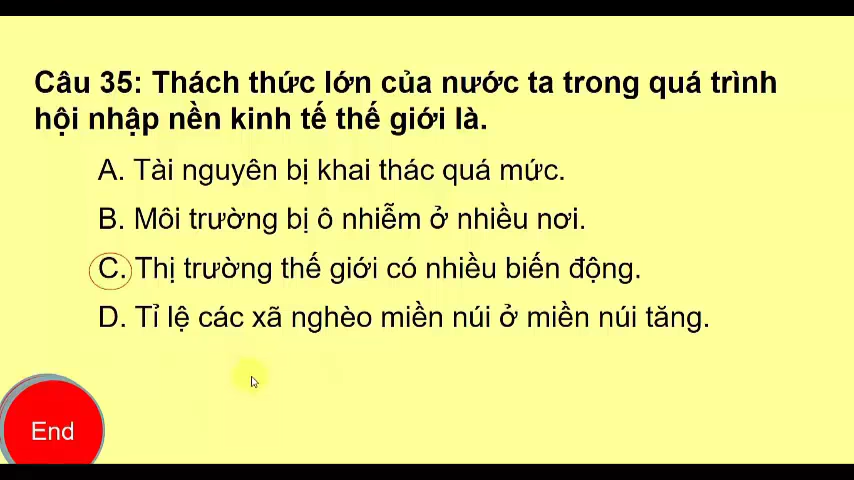 Câu 35: Thách thức lớn của nước ta trong quá trình
hội nhập nền kinh tế thế giới là.
A. Tài nguyên bị khai thác quá mức.
B. Môi trường bị ô nhiễm ở nhiều nơi.
C. Thị trường thế giới có nhiều biến động.
D. Tỉ lệ các xã nghèo miền núi ở miền núi tăng.
End